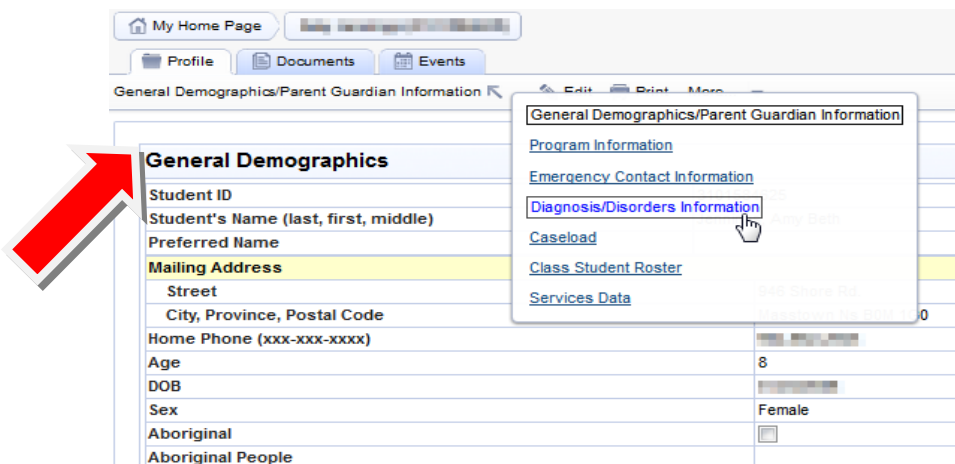 My Home Page
Profile Documents Events
General Demographics/Parent Guardian Information Edit Print More
General Demographics/Parent Guardian Information
Program Information
Emergency Contact Information
Diagnosis/Disorders Information
Caseload
Class Student Roster
Services Data
General Demographics
Student ID
Student's Name (last, first, middle)
Preferred Name
Mailing Address
Street
City, Province, Postal Code
Home Phone (xxx-xxx-xxxx)
Age 8
DOB
Sex Female
Aboriginal
Aboriginal People